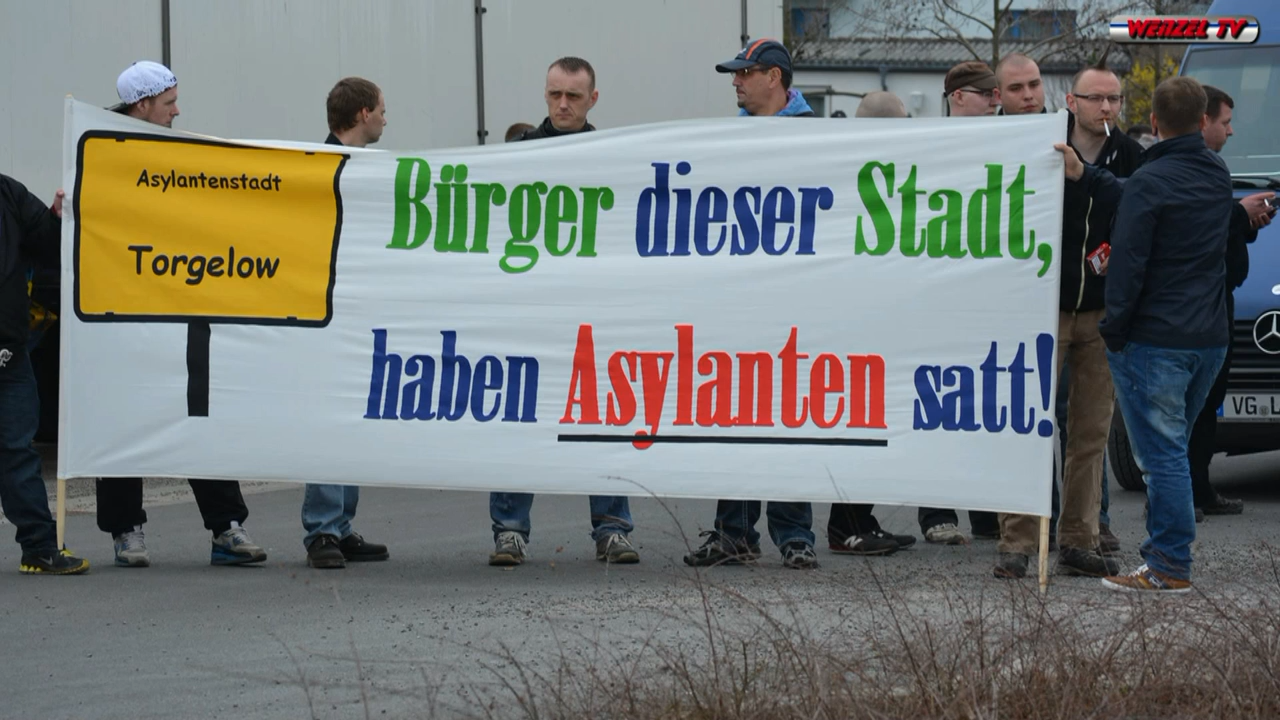 WENZEL TV
Asylantenstadt
Torgelow
Bürger dieser Stadt,
haben Asylanten satt!
VG L